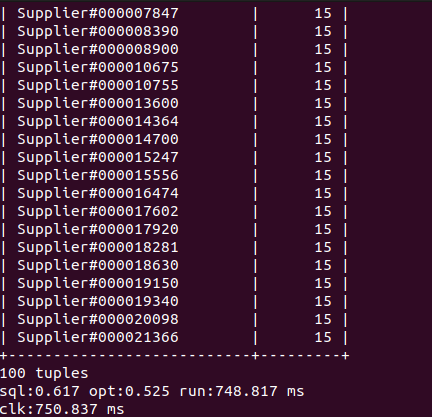 | Supplier#000007847        |      15 |
| Supplier#000008390        |      15 |
| Supplier#000008900        |      15 |
| Supplier#000010675        |      15 |
| Supplier#000010755        |      15 |
| Supplier#000013600        |      15 |
| Supplier#000014364        |      15 |
| Supplier#000014700        |      15 |
| Supplier#000015247        |      15 |
| Supplier#000015556        |      15 |
| Supplier#000016474        |      15 |
| Supplier#000017602        |      15 |
| Supplier#000017920        |      15 |
| Supplier#000018281        |      15 |
| Supplier#000018630        |      15 |
| Supplier#000019150        |      15 |
| Supplier#000019340        |      15 |
| Supplier#000020098        |      15 |
| Supplier#000021366        |      15 |
+---------------------------+---------+
100 tuples
sql:0.617 opt:0.525 run:748.817 ms
clk:750.837 ms